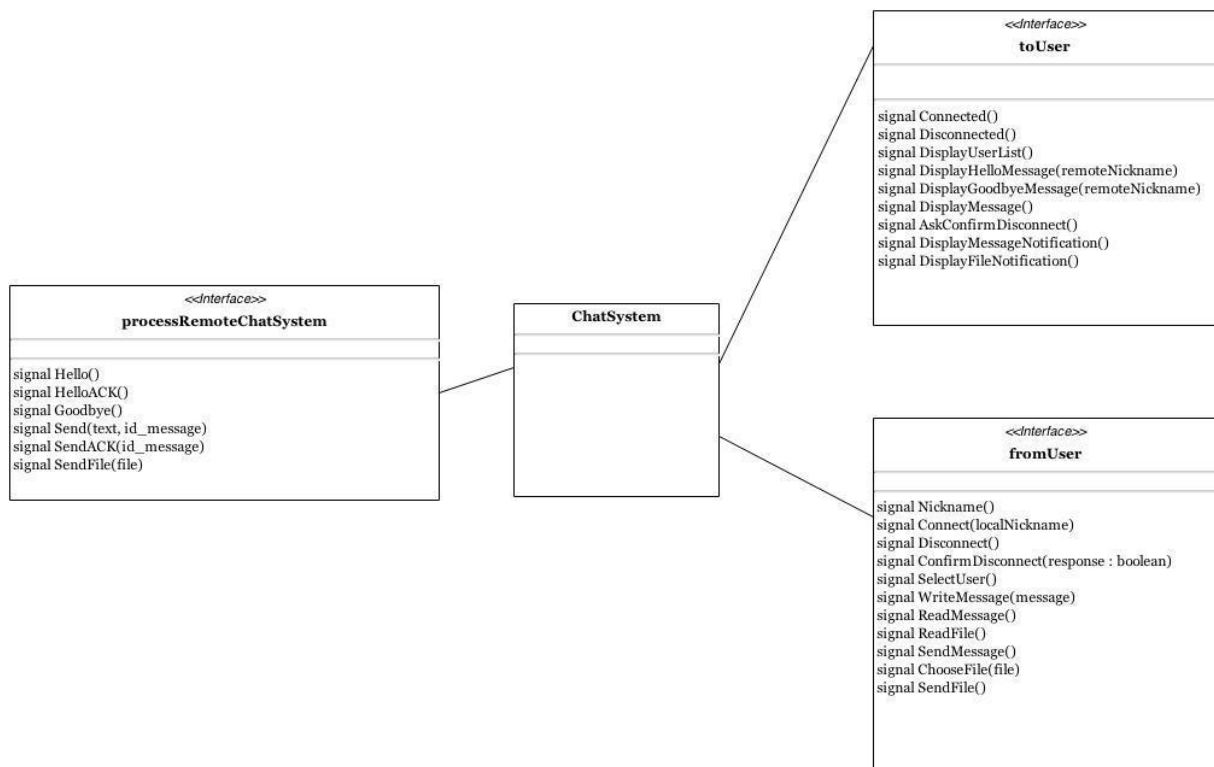 <<Interface>>
toUser
signal Connected()
signal Disconnected()
signal DisplayUserList()
signal DisplayHelloMessage(remoteNickname)
signal DisplayGoodbyeMessage(remoteNickname)
signal DisplayMessage()
signal AskConfirmDisconnect()
signal DisplayMessageNotification()
signal DisplayFileNotification()
<<Interface>>
processRemoteChatSystem
signal Hello()
signal HelloACK()
signal Goodbye()
signal Send(text, id_message)
signal SendACK(id_message)
signal SendFile(file)
ChatSystem
<<Interface>>
fromUser
signal Nickname()
signal Connect(localNickname)
signal Disconnect()
signal ConfirmDisconnect(response : boolean)
signal SelectUser()
signal WriteMessage(message)
signal ReadMessage()
signal ReadFile()
signal SendMessage()
signal ChooseFile(file)
signal SendFile()